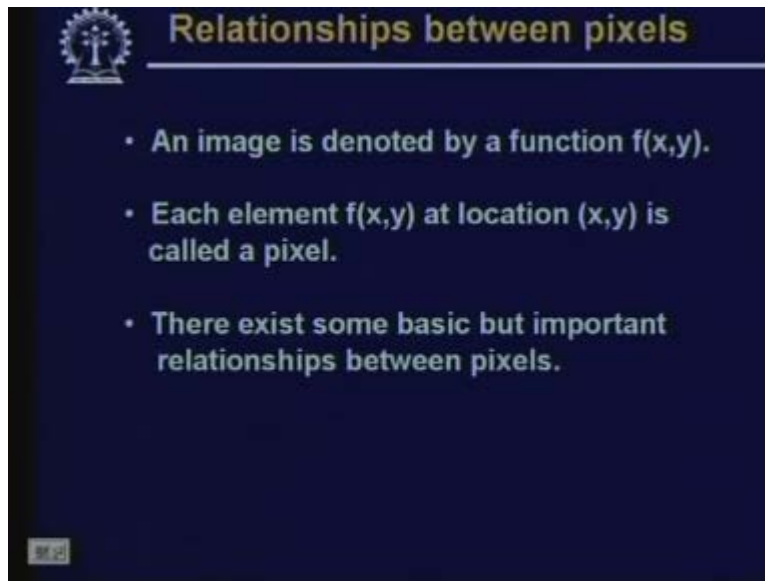 Relationships between pixels
• An image is denoted by a function f(x,y).
• Each element f(x,y) at location (x,y) is
called a pixel.
• There exist some basic but important
relationships between pixels.